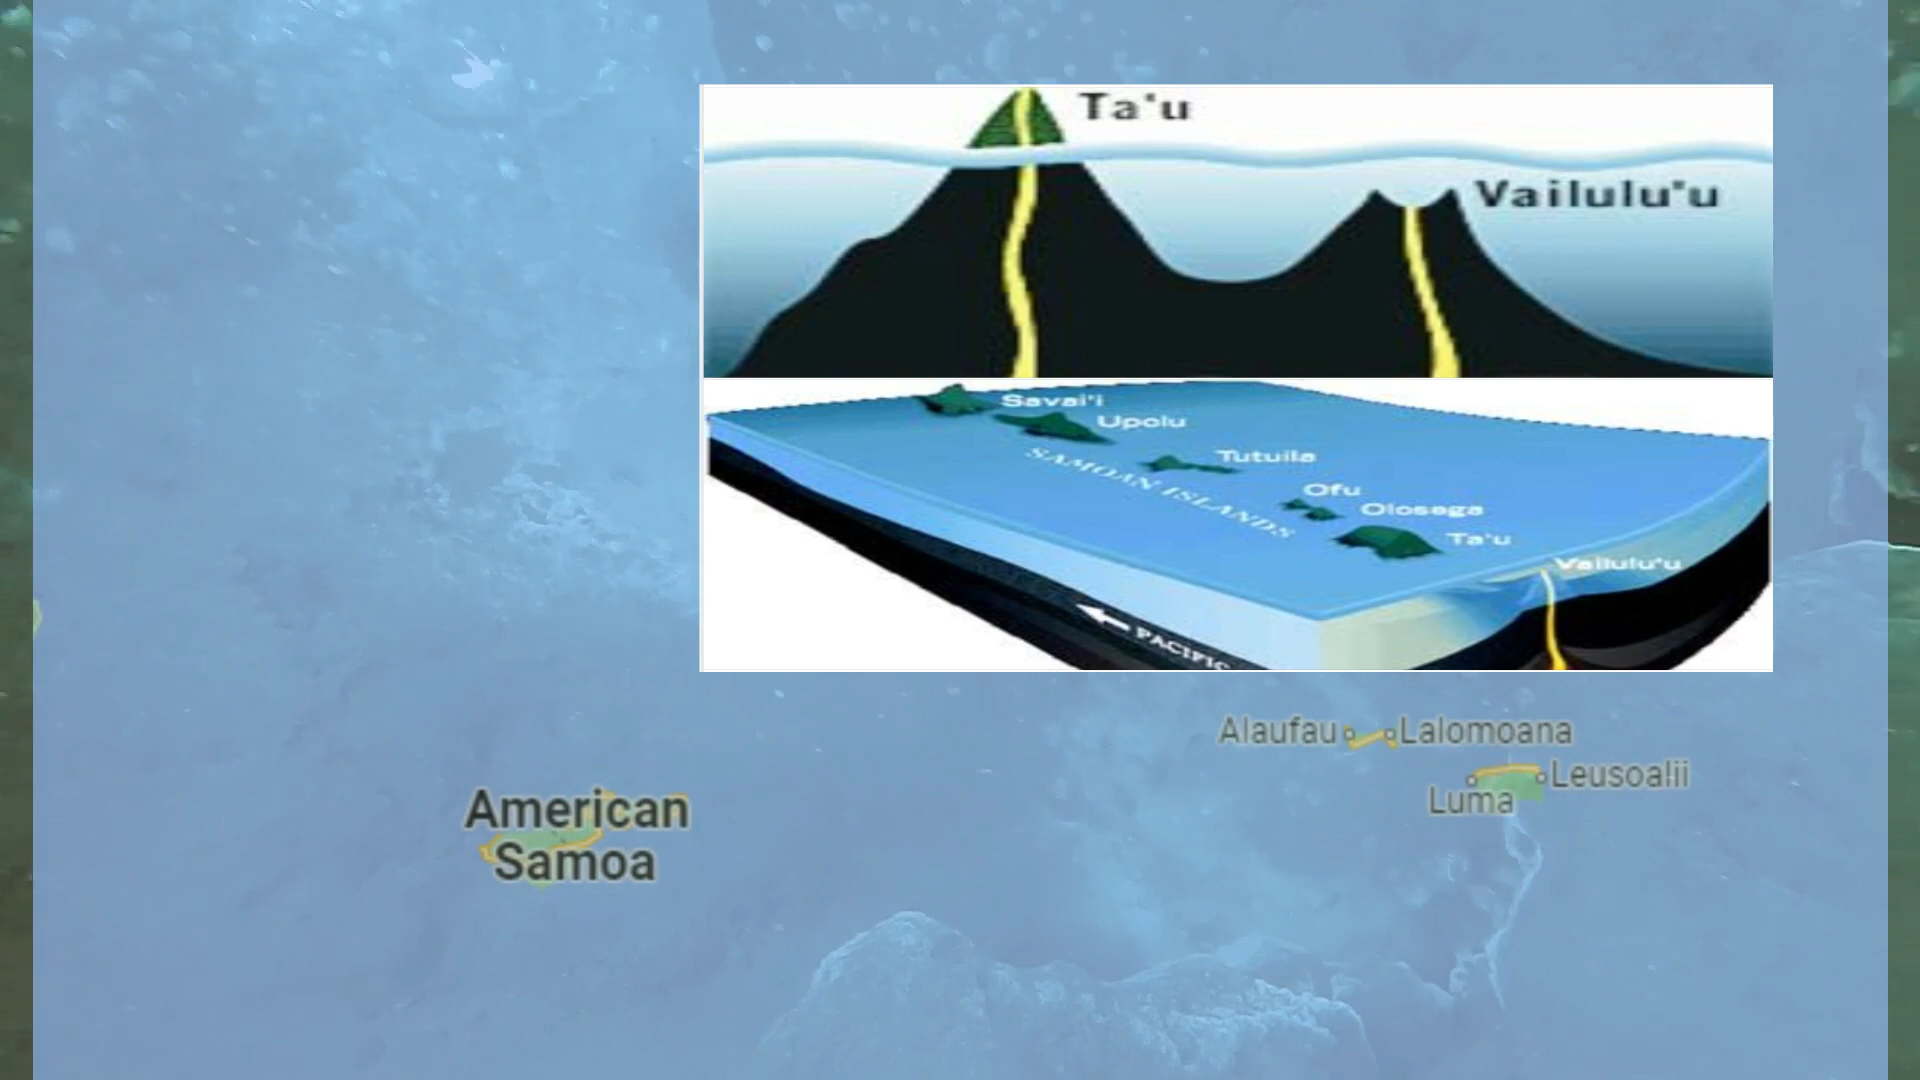 Ta'u
Vailulu'u
Savai'i
Upolu
Tutuila
SAMOAN ISLANDS
Ofu
Olosega
Ta'u
Vailulu'u
PACIFIC
Alaufau
Lalomoana
Leusoalii
Luma
American
Samoa